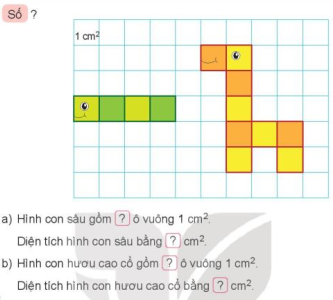 Số ?
1 cm²
a) Hình con sâu gồm ? ô vuông 1 cm².
Diện tích hình con sâu bằng ? cm².
b) Hình con hươu cao cổ gồm ? ô vuông 1 cm².
Diện tích hình con hươu cao cổ bằng ? cm².